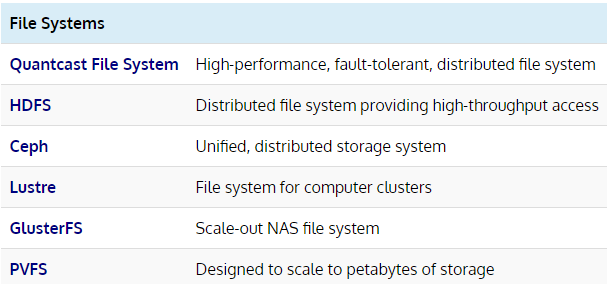 File Systems
Quantcast File System High-performance, fault-tolerant, distributed file system
HDFS Distributed file system providing high-throughput access
Ceph Unified, distributed storage system
Lustre File system for computer clusters
GlusterFS Scale-out NAS file system
PVFS Designed to scale to petabytes of storage